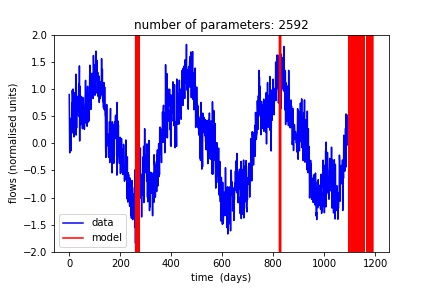 number of parameters: 2592
2.0
1.5
1.0
0.5
0.0
−0.5
−1.0
−1.5
−2.0
flows (normalised units)
data
model
0 200 400 600 800 1000 1200
time (days)